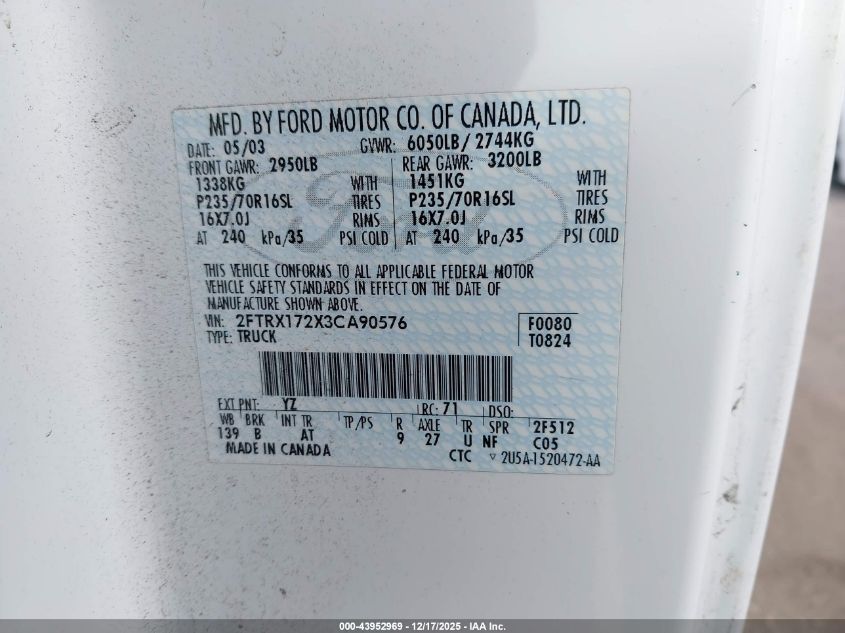 MFD. BY FORD MOTOR CO. OF CANADA, LTD.
DATE: 05/03 GVWR: 6050LB/ 2744KG
FRONT GAWR: 2950LB REAR GAWR: 3200LB
1338KG WITH 1451KG WITH
P235/70R16SL TIRES P235/70R16SL TIRES
16X7.0J RIMS 16X7.0J RIMS
AT 240 kPa/35 PSI COLD AT 240 kPa/35 PSI COLD
Ford
THIS VEHICLE CONFORMS TO ALL APPLICABLE FEDERAL MOTOR
VEHICLE SAFETY STANDARDS IN EFFECT ON THE DATE OF
MANUFACTURE SHOWN ABOVE.
VIN: 2FTRX172X3CA90576 F0080
TYPE: TRUCK T0824
EXT PNT: YZ RC: 71 DSO:
WB BRK INT TR TP/PS R AXLE TR SPR 2F512
139 B AT 9 27 U NF C05
MADE IN CANADA CTC ▽ 2U5A-1520472-AA
000-43952969 - 12/17/2025 - IAA Inc.